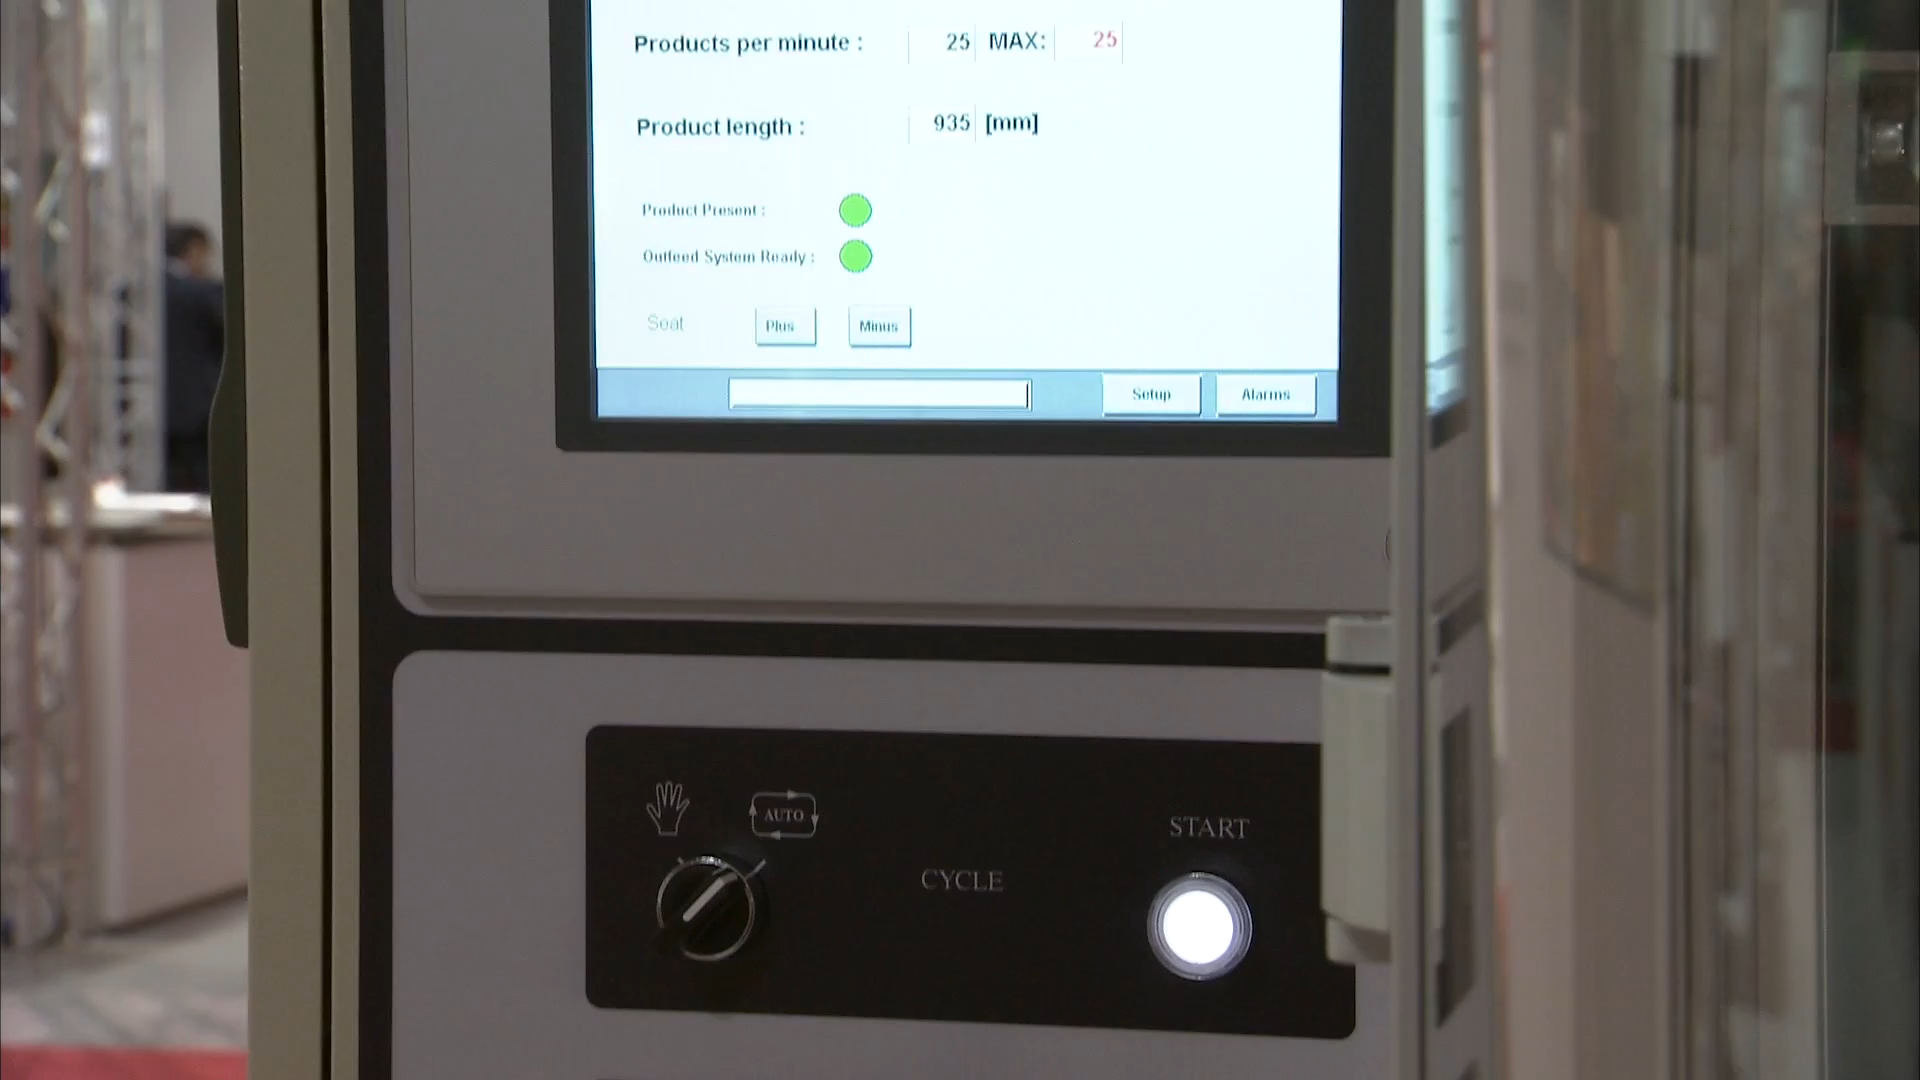 Products per minute : 25 MAX: 25
Product length : 935 [mm]
Product Present :
Outfeed System Ready :
Seat Plus Minus
Setup Alarms
AUTO
START
CYCLE